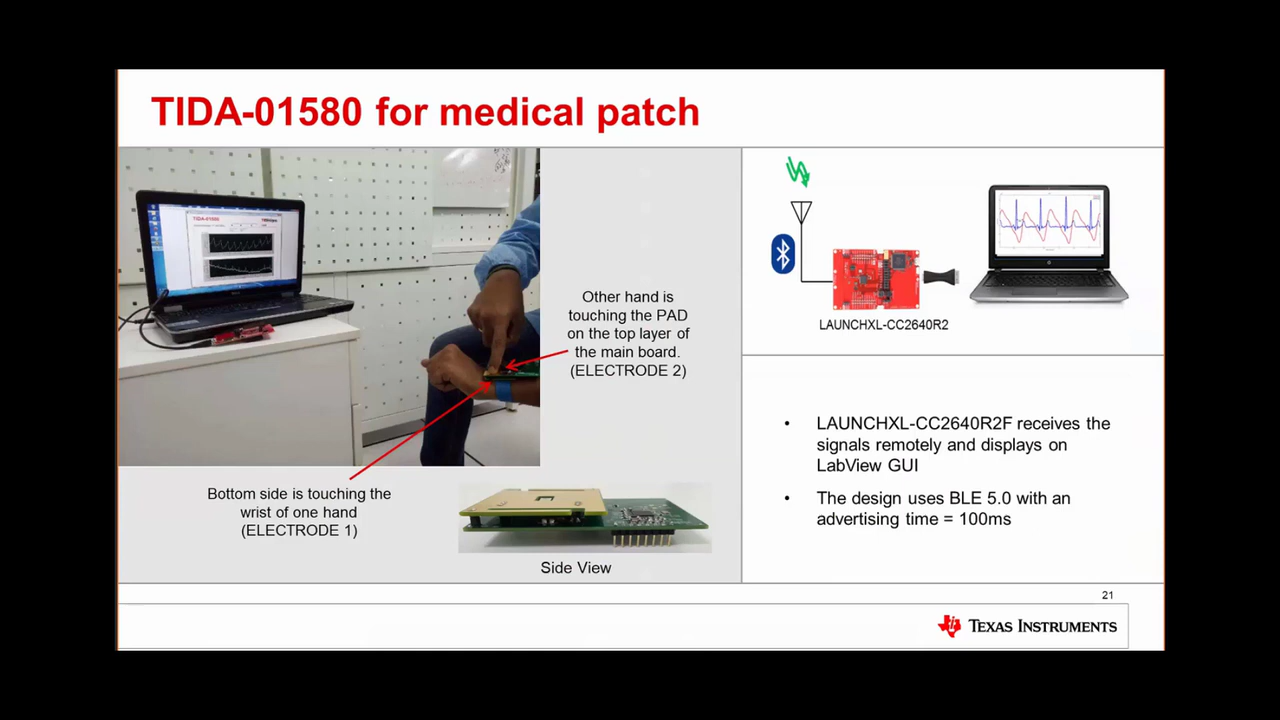 TIDA-01580 for medical patch
TIDA-01580
Other hand is
touching the PAD
on the top layer of
the main board.
(ELECTRODE 2)
Bottom side is touching the
wrist of one hand
(ELECTRODE 1)
Side View
LAUNCHXL-CC2640R2
• LAUNCHXL-CC2640R2F receives the
signals remotely and displays on
LabView GUI
• The design uses BLE 5.0 with an
advertising time = 100ms
21
TEXAS INSTRUMENTS